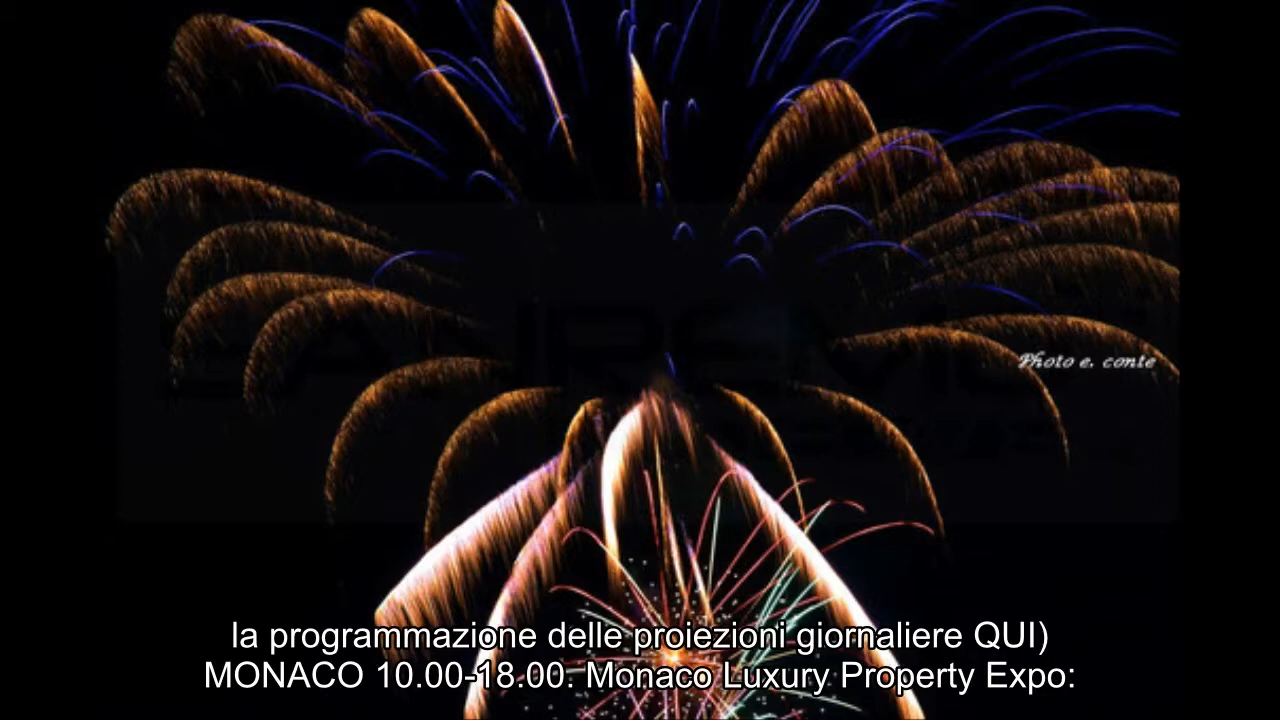 Photo e. conte
la programmazione delle proiezioni giornaliere QUI)
MONACO 10.00-18.00. Monaco Luxury Property Expo: